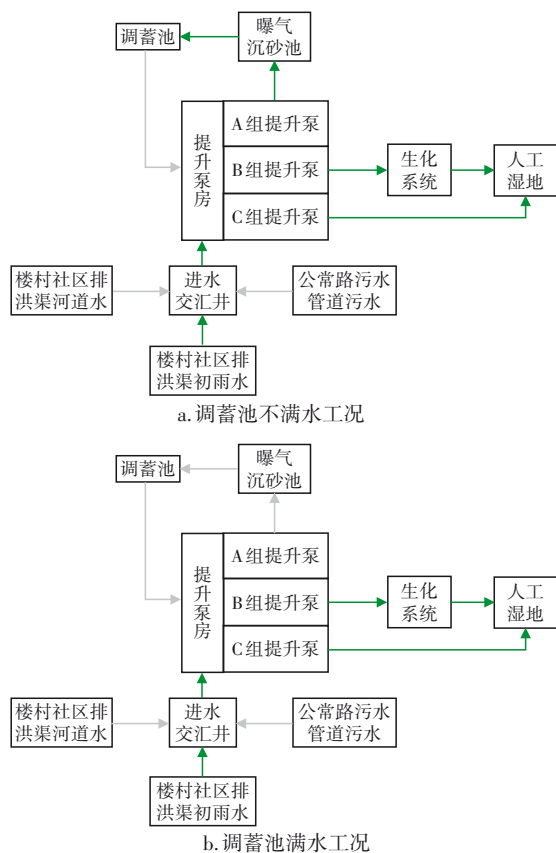 调蓄池
曝气
沉砂池
提升泵房
A组提升泵
B组提升泵
C组提升泵
生化
系统
人工
湿地
楼村社区排
洪渠河道水
进水
交汇井
公常路污水
管道污水
楼村社区排
洪渠初雨水
a.调蓄池不满水工况
调蓄池
曝气
沉砂池
提升泵房
A组提升泵
B组提升泵
C组提升泵
生化
系统
人工
湿地
楼村社区排
洪渠河道水
进水
交汇井
公常路污水
管道污水
楼村社区排
洪渠初雨水
b.调蓄池满水工况